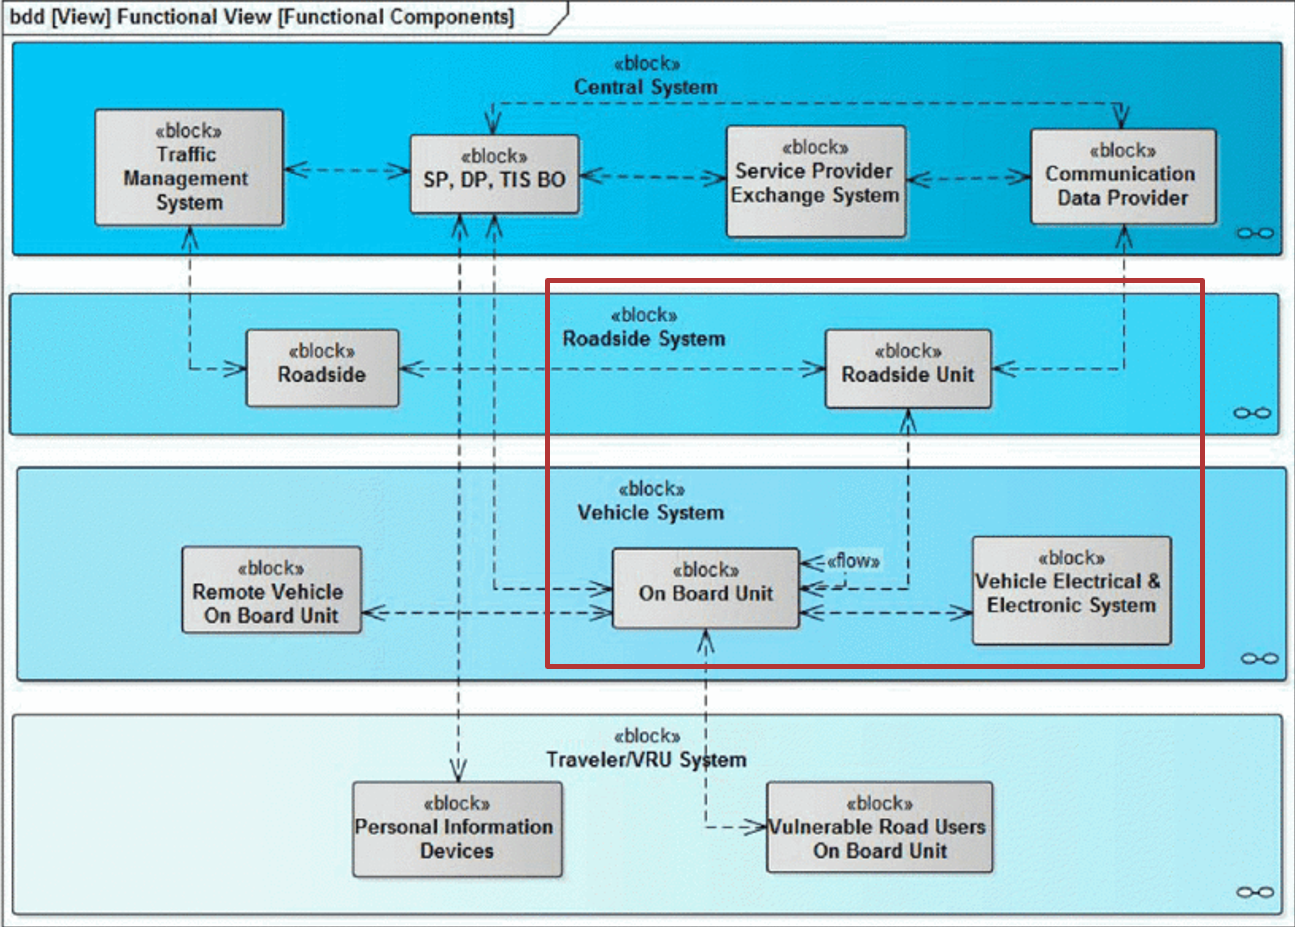 bdd [View] Functional View [Functional Components]
«block»
Central System
«block»
Traffic
Management
System
«block»
SP, DP, TIS BO
«block»
Service Provider
Exchange System
«block»
Communication
Data Provider
«block»
Roadside System
«block»
Roadside
«block»
Roadside Unit
«block»
Vehicle System
«block»
Remote Vehicle
On Board Unit
«block»
On Board Unit
«flow»
«block»
Vehicle Electrical &
Electronic System
«block»
Traveler/VRU System
«block»
Personal Information
Devices
«block»
Vulnerable Road Users
On Board Unit